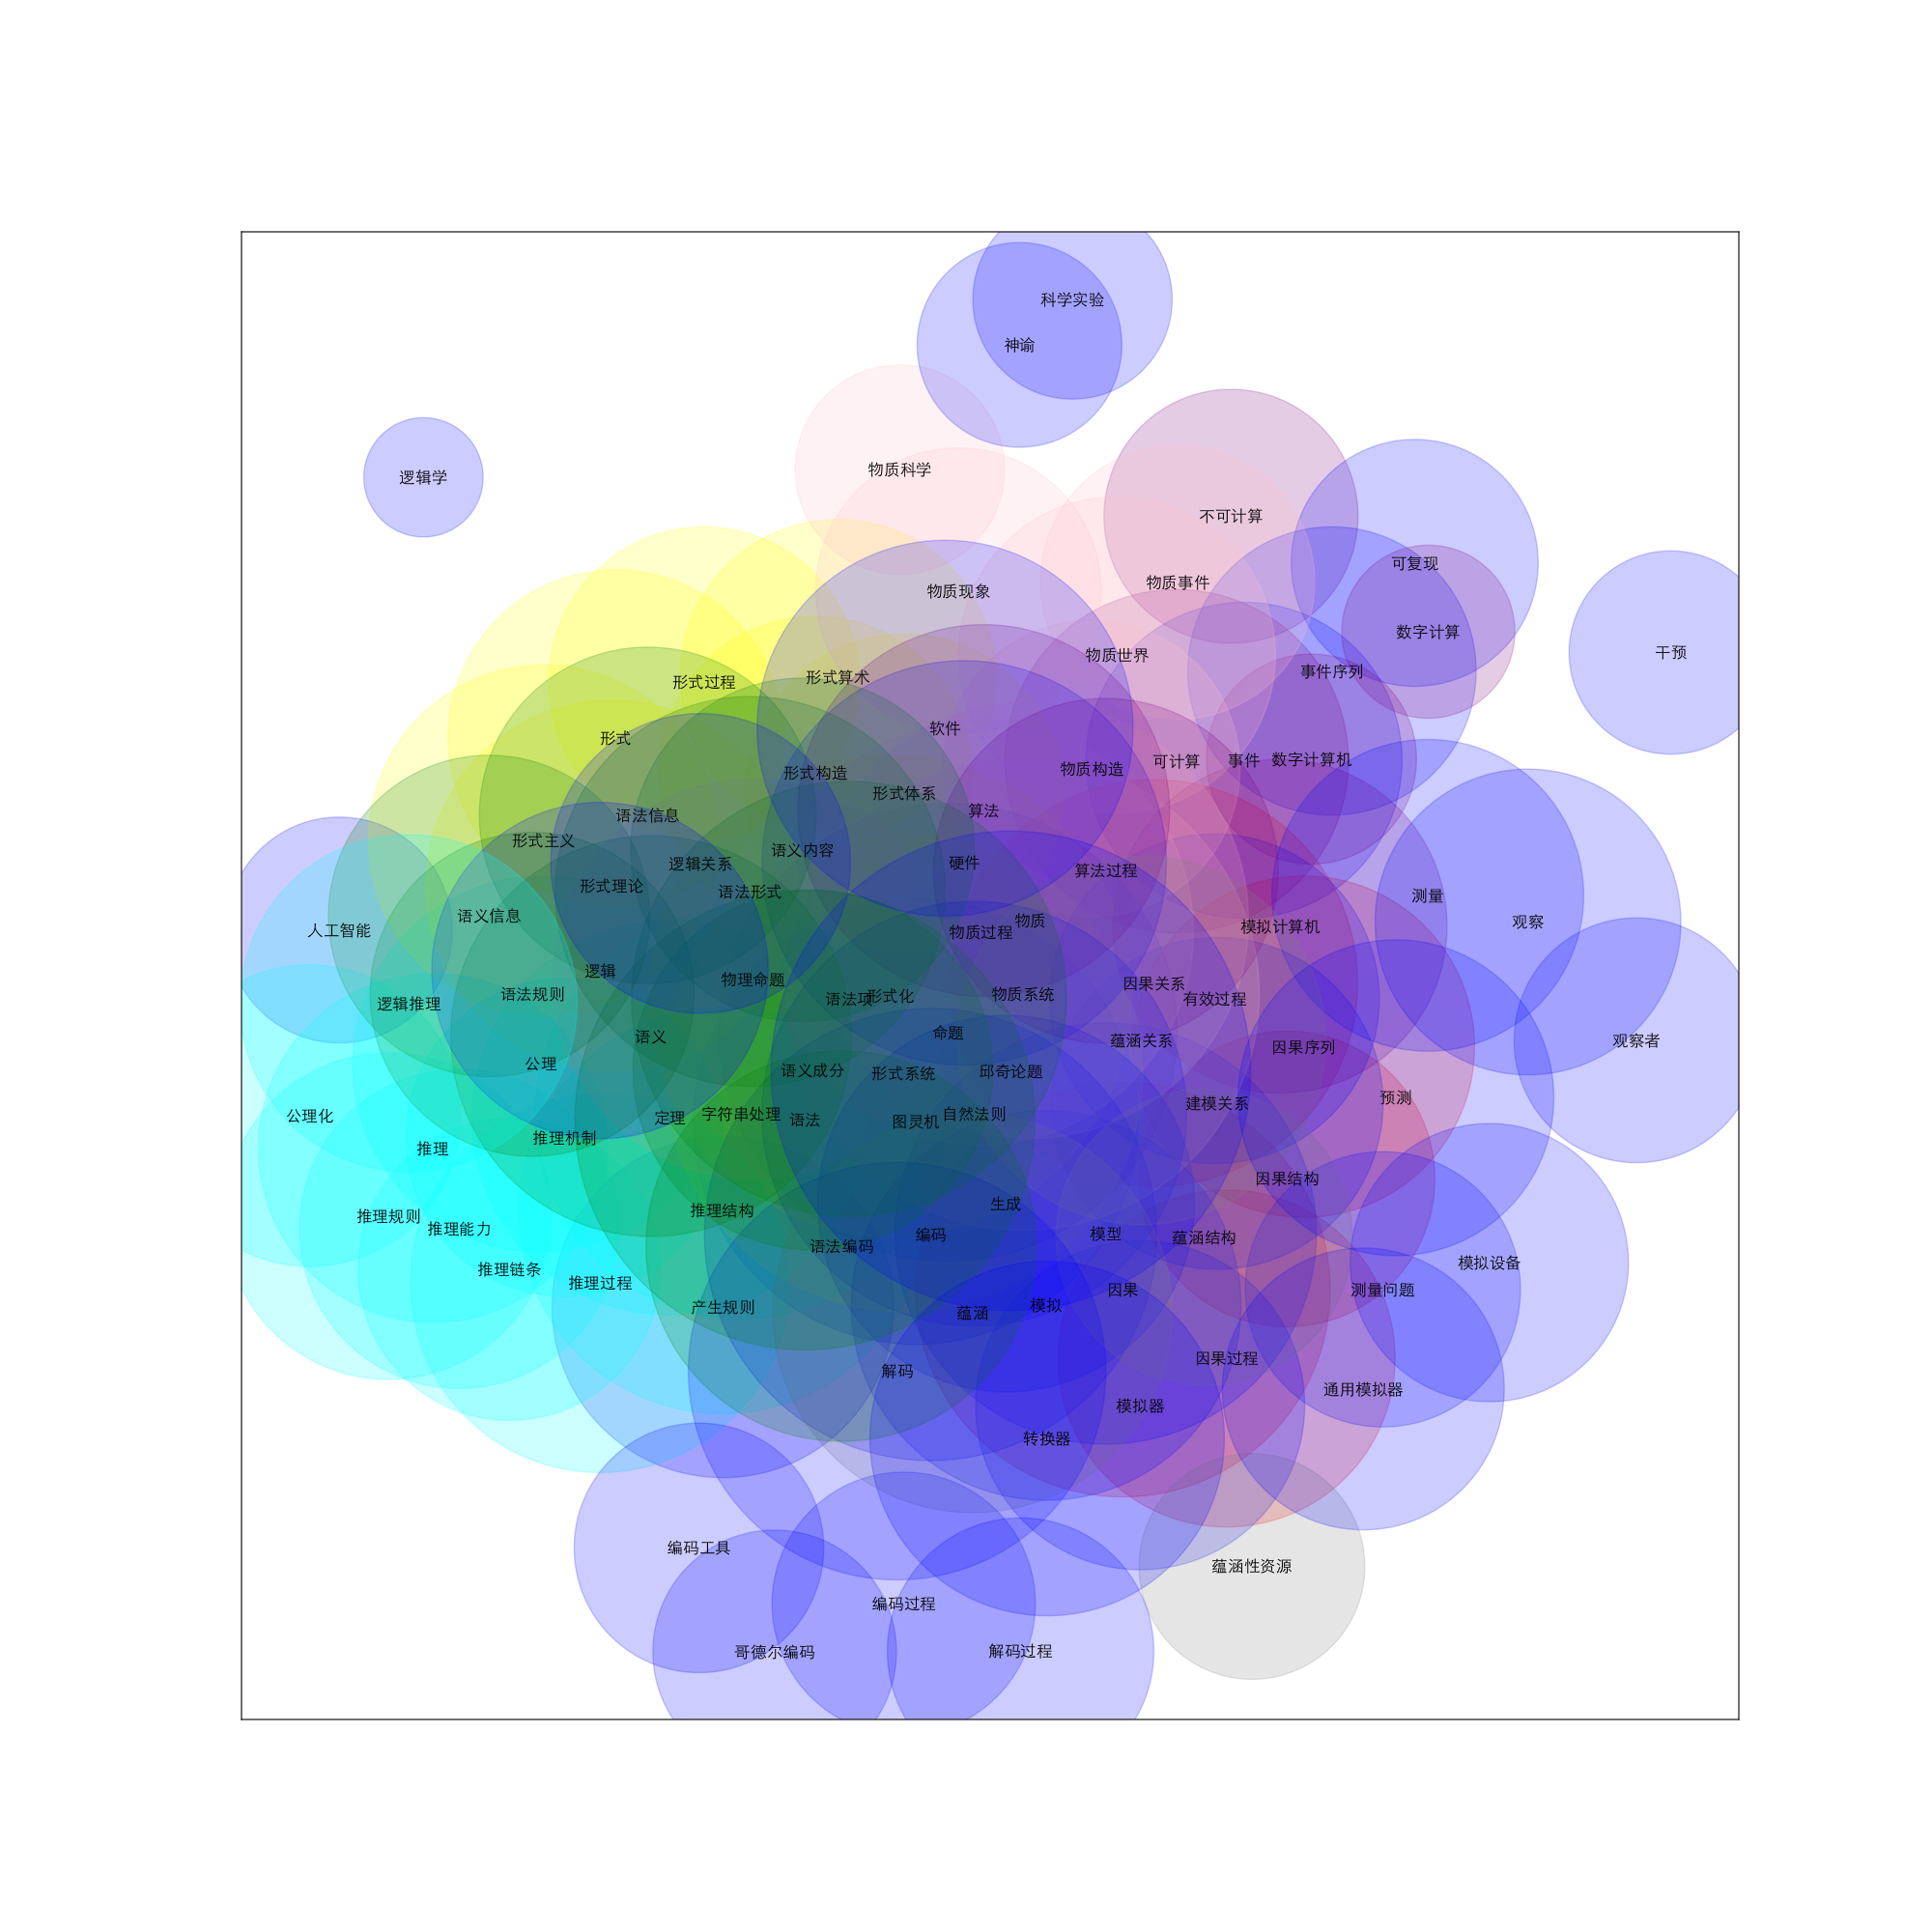 科学实验
神谕
物质科学
逻辑学
不可计算
可复现
物质事件
物质现象
数字计算
干预
物质世界
事件序列
形式算术
形式过程
软件
形式
数字计算机
事件
可计算
物质构造
形式构造
形式体系
算法
语法信息
形式主义
语义内容
硬件
逻辑关系
算法过程
形式理论
语法形式
测量
语义信息
物质
观察
模拟计算机
人工智能
物质过程
逻辑
物理命题
因果关系
语法规则
物质系统
形式化
语法项
有效过程
逻辑推理
命题
语义
蕴涵关系
观察者
因果序列
公理
语义成分
邱奇论题
形式系统
预测
建模关系
字符串处理
自然法则
公理化
定理
语法
图灵机
推理机制
推理
因果结构
生成
推理结构
推理规则
推理能力
模型
编码
蕴涵结构
语法编码
模拟设备
推理链条
推理过程
因果
测量问题
模拟
产生规则
蕴涵
因果过程
解码
通用模拟器
模拟器
转换器
编码工具
蕴涵性资源
编码过程
解码过程
哥德尔编码